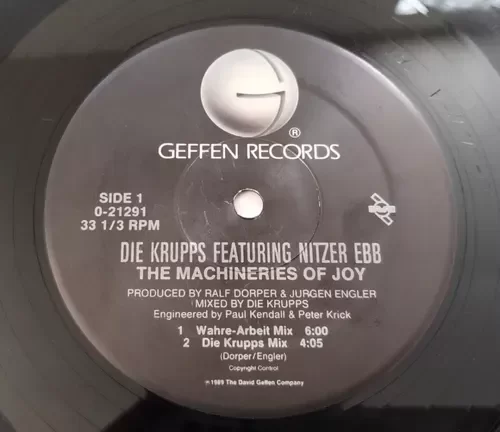 G
®
GEFFEN RECORDS
SIDE 1
0-21291
33 1/3 RPM
DIE KRUPPS FEATURING NITZER EBB
THE MACHINERIES OF JOY
PRODUCED BY RALF DORPER & JURGEN ENGLER
MIXED BY DIE KRUPPS
Engineered by Paul Kendall & Peter Krick
1 Wahre-Arbeit Mix 6:00
2 Die Krupps Mix 4:05
(Dorper/Engler)
Copyright Control
℗1989 The David Geffen Company